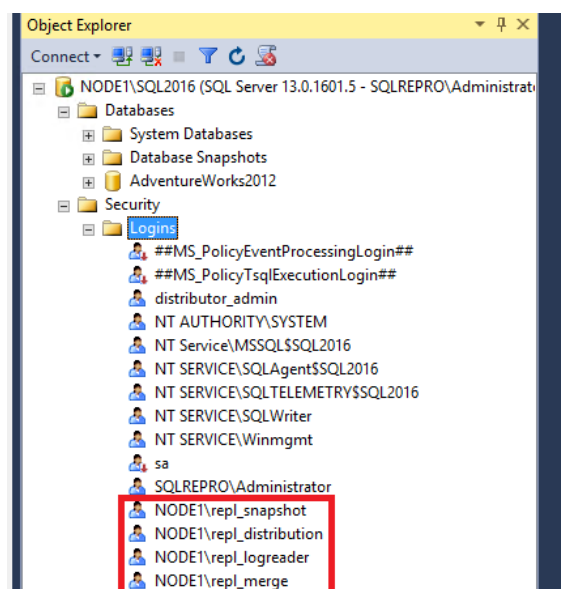 Object Explorer
Connect
NODE1\SQL2016 (SQL Server 13.0.1601.5 - SQLREPRO\Administrat
Databases
System Databases
Database Snapshots
AdventureWorks2012
Security
Logins
##MS_PolicyEventProcessingLogin##
##MS_PolicyTsqlExecutionLogin##
distributor_admin
NT AUTHORITY\SYSTEM
NT Service\MSSQL$SQL2016
NT SERVICE\SQLAgent$SQL2016
NT SERVICE\SQLTELEMETRY$SQL2016
NT SERVICE\SQLWriter
NT SERVICE\Winmgmt
sa
SQLREPRO\Administrator
NODE1\repl_snapshot
NODE1\repl_distribution
NODE1\repl_logreader
NODE1\repl_merge